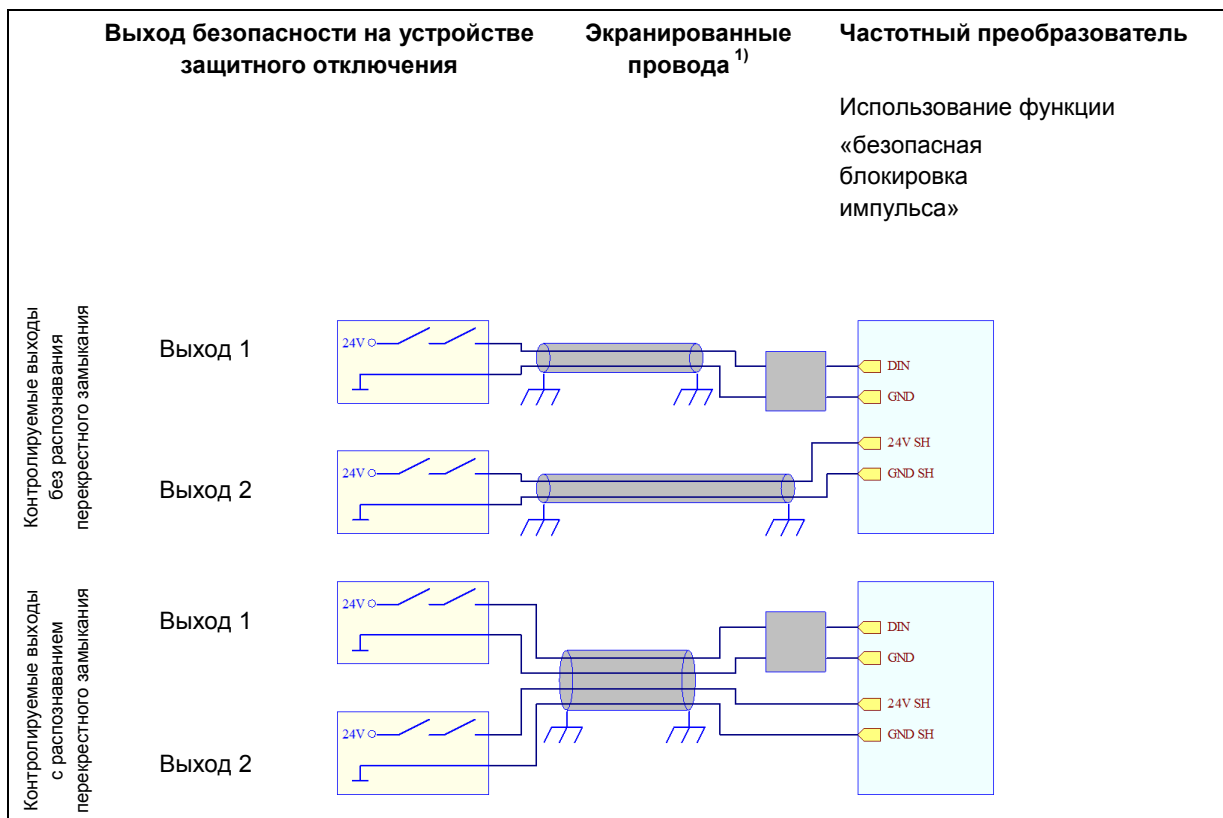 Выход безопасности на устройстве
защитного отключения
Экранированные
провода 1)
Частотный преобразователь
Использование функции
«безопасная
блокировка
импульса»
Контролируемые выходы
без распознавания
перекрестного замыкания
Выход 1
24V
DIN
GND
24V SH
GND SH
Выход 2
24V
Контролируемые выходы
с распознаванием
перекрестного замыкания
Выход 1
24V
DIN
GND
24V SH
GND SH
Выход 2
24V